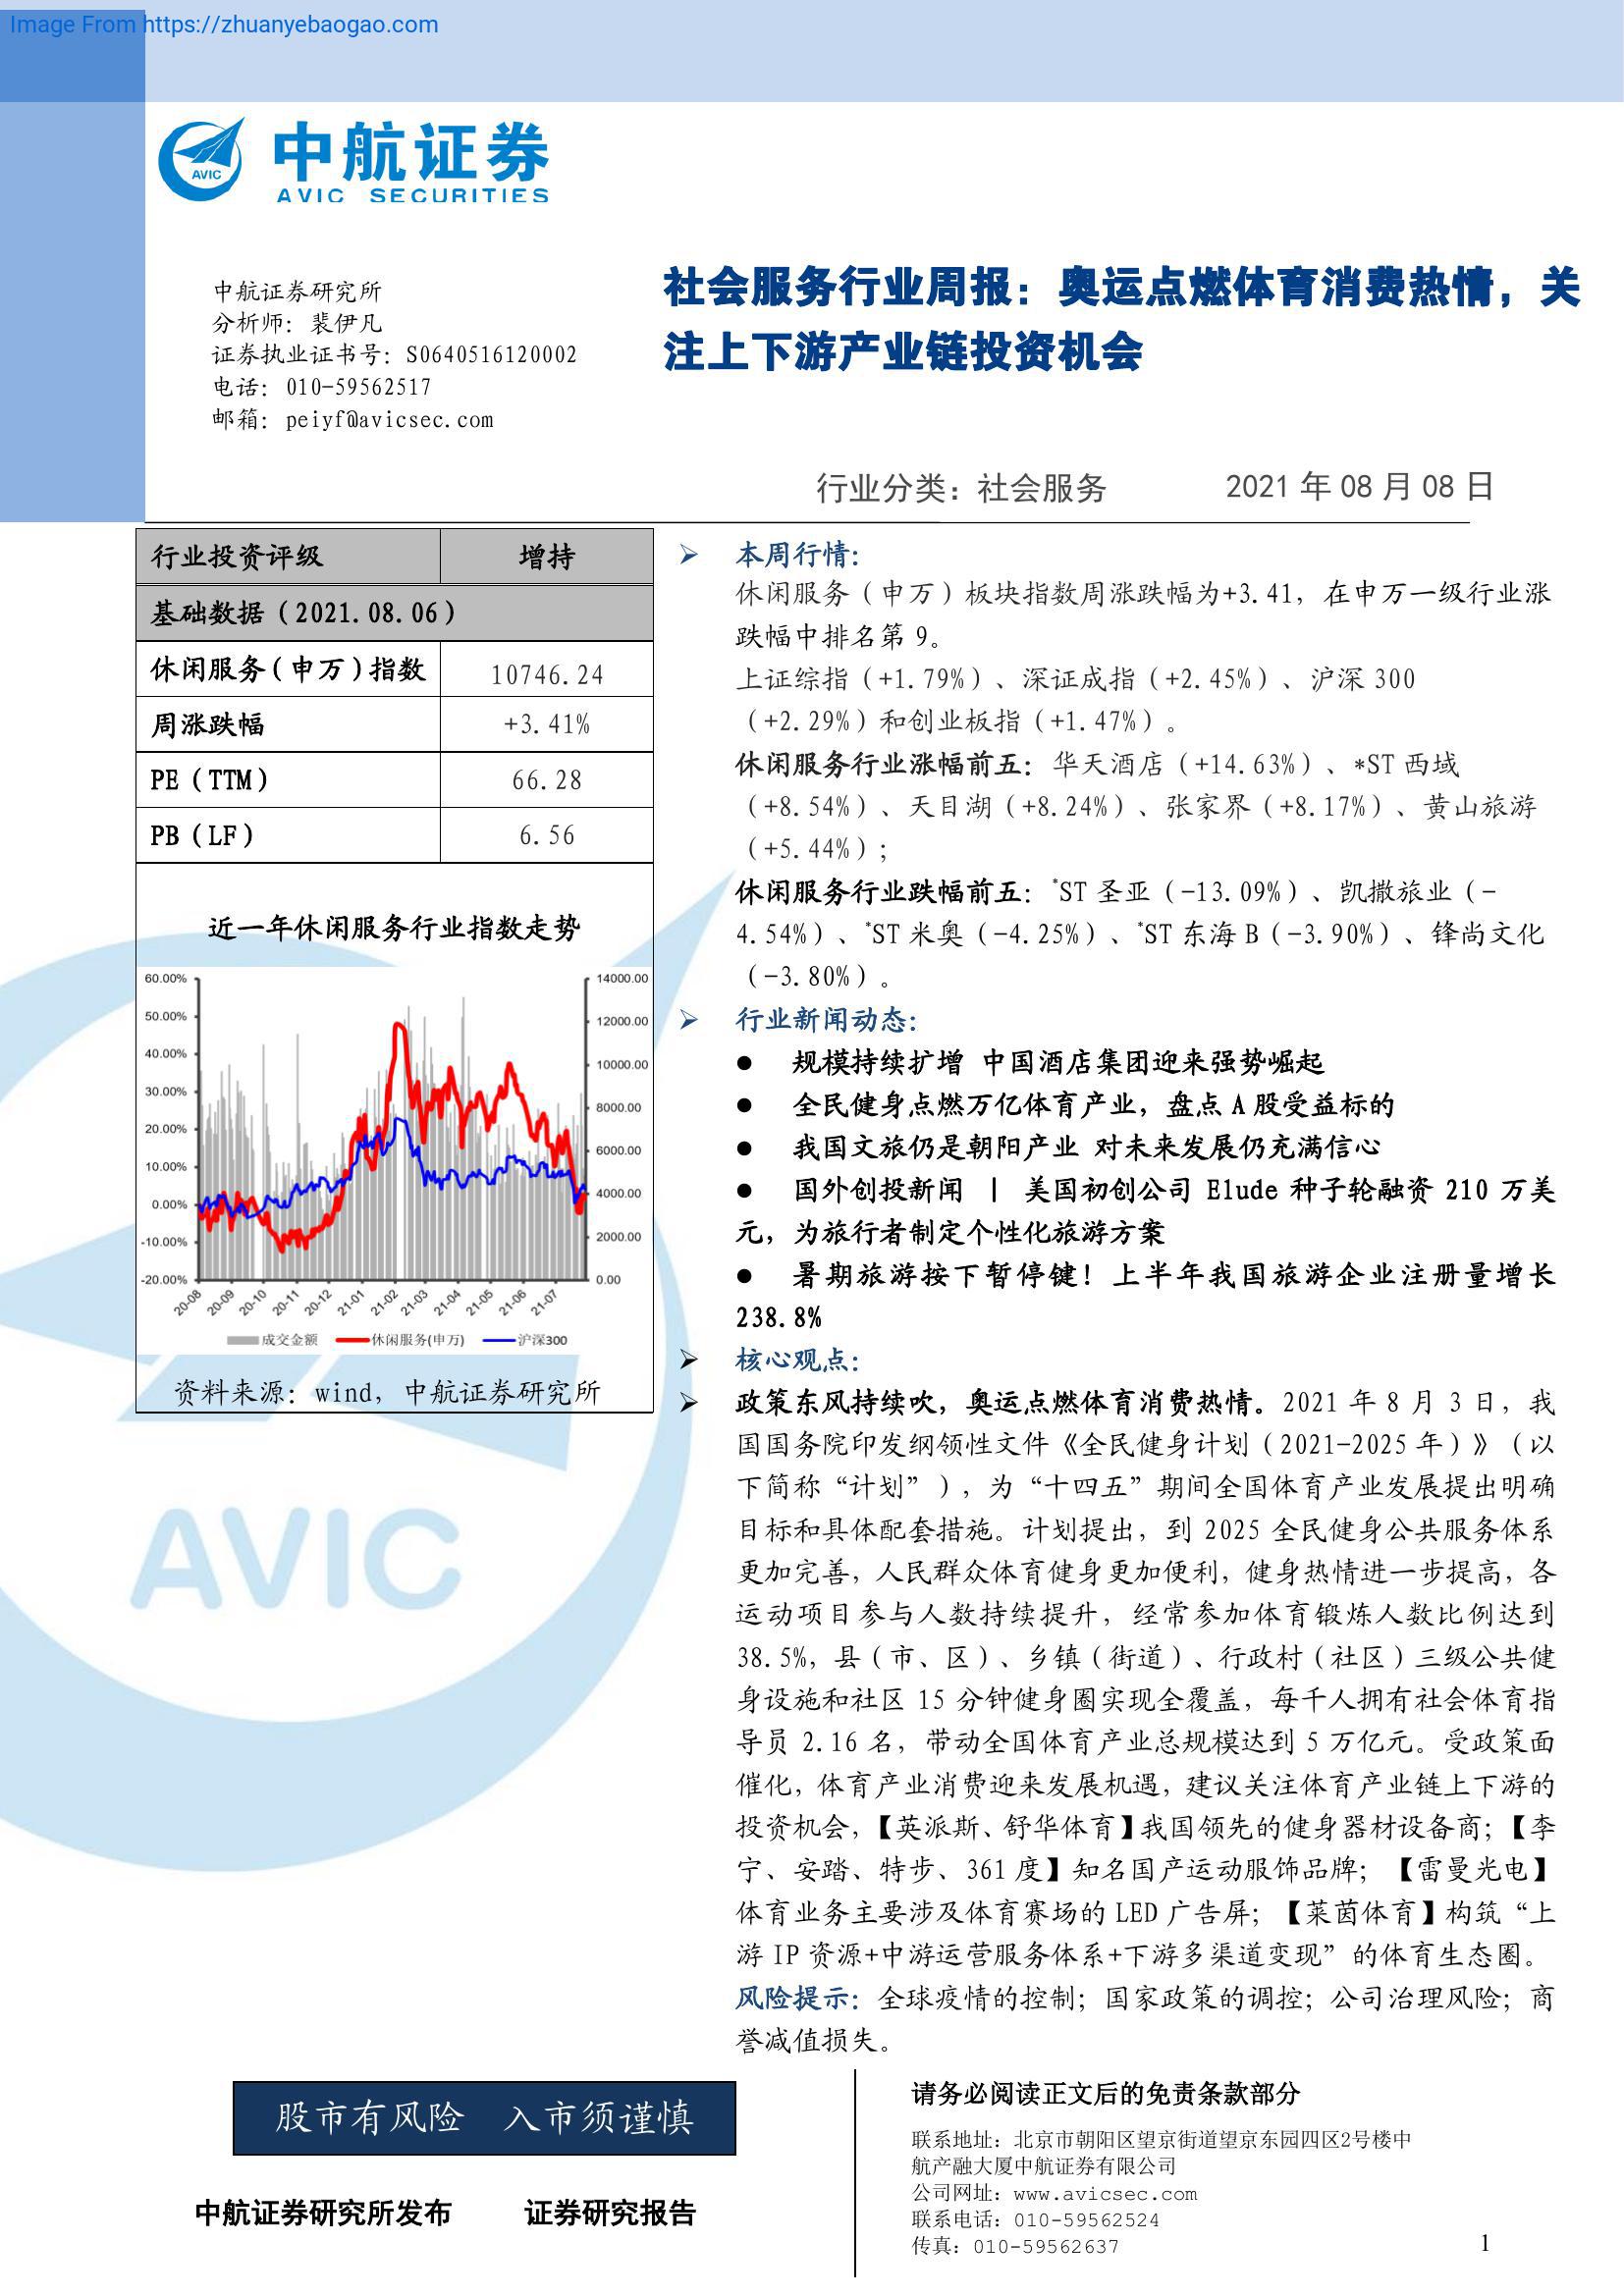 Image From https://zhuanyebaogao.com
AVIC
中航证券
AVIC SECURITIES
中航证券研究所
分析师：裴伊凡
证券执业证书号：S0640516120002
电话：010-59562517
邮箱：peiyf@avicsec.com
社会服务行业周报：奥运点燃体育消费热情，关
注上下游产业链投资机会
行业分类：社会服务 2021 年 08 月 08 日
行业投资评级 增持
基础数据（2021.08.06）
休闲服务(申万)指数 10746.24
周涨跌幅 +3.41%
PE（TTM） 66.28
PB（LF） 6.56
近一年休闲服务行业指数走势
60.00% 14000.00
50.00% 12000.00
40.00% 10000.00
30.00% 8000.00
20.00% 6000.00
10.00% 4000.00
0.00% 2000.00
-10.00% 0.00
-20.00%
20-08 20-09 20-10 20-11 20-12 21-01 21-02 21-03 21-04 21-05 21-06 21-07
成交金额 休闲服务(申万) 沪深300
资料来源：wind，中航证券研究所
AVIC
➢ 本周行情：
休闲服务（申万）板块指数周涨跌幅为+3.41，在申万一级行业涨
跌幅中排名第 9。
上证综指（+1.79%）、深证成指（+2.45%）、沪深 300
（+2.29%）和创业板指（+1.47%）。
休闲服务行业涨幅前五：华天酒店（+14.63%）、*ST 西域
（+8.54%）、天目湖（+8.24%）、张家界（+8.17%）、黄山旅游
（+5.44%）；
休闲服务行业跌幅前五：*ST 圣亚（-13.09%）、凯撒旅业（-
4.54%）、*ST 米奥（-4.25%）、*ST 东海 B（-3.90%）、锋尚文化
（-3.80%）。
➢ 行业新闻动态：
● 规模持续扩增 中国酒店集团迎来强势崛起
● 全民健身点燃万亿体育产业，盘点 A 股受益标的
● 我国文旅仍是朝阳产业 对未来发展仍充满信心
● 国外创投新闻 | 美国初创公司 Elude 种子轮融资 210 万美
元，为旅行者制定个性化旅游方案
● 暑期旅游按下暂停键！上半年我国旅游企业注册量增长
238.8%
➢ 核心观点：
➢ 政策东风持续吹，奥运点燃体育消费热情。2021 年 8 月 3 日，我
国国务院印发纲领性文件《全民健身计划（2021-2025 年）》（以
下简称“计划”），为“十四五”期间全国体育产业发展提出明确
目标和具体配套措施。计划提出，到 2025 全民健身公共服务体系
更加完善，人民群众体育健身更加便利，健身热情进一步提高，各
运动项目参与人数持续提升，经常参加体育锻炼人数比例达到
38.5%，县（市、区）、乡镇（街道）、行政村（社区）三级公共健
身设施和社区 15 分钟健身圈实现全覆盖，每千人拥有社会体育指
导员 2.16 名，带动全国体育产业总规模达到 5 万亿元。受政策面
催化，体育产业消费迎来发展机遇，建议关注体育产业链上下游的
投资机会，【英派斯、舒华体育】我国领先的健身器材设备商；【李
宁、安踏、特步、361 度】知名国产运动服饰品牌；【雷曼光电】
体育业务主要涉及体育赛场的 LED 广告屏；【莱茵体育】构筑“上
游 IP 资源+中游运营服务体系+下游多渠道变现”的体育生态圈。
风险提示：全球疫情的控制；国家政策的调控；公司治理风险；商
誉减值损失。
股市有风险 入市须谨慎
中航证券研究所发布 证券研究报告
请务必阅读正文后的免责条款部分
联系地址：北京市朝阳区望京街道望京东园四区2号楼中
航产融大厦中航证券有限公司
公司网址：www.avicsec.com
联系电话：010-59562524
传真：010-59562637
1